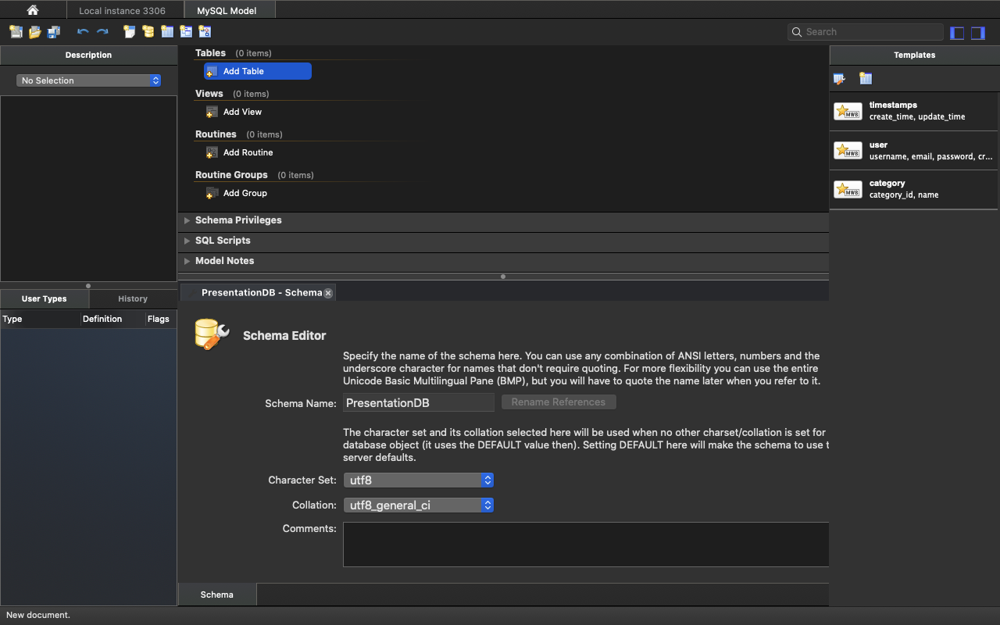 Local instance 3306
MySQL Model
Search
Description
No Selection
User Types
History
Type
Definition
Flags
Tables (0 items)
Add Table
Views (0 items)
Add View
Routines (0 items)
Add Routine
Routine Groups (0 items)
Add Group
Schema Privileges
SQL Scripts
Model Notes
PresentationDB - Schema
Schema Editor
Specify the name of the schema here. You can use any combination of ANSI letters, numbers and the
underscore character for names that don't require quoting. For more flexibility you can use the entire
Unicode Basic Multilingual Pane (BMP), but you will have to quote the name later when you refer to it.
Schema Name: PresentationDB
Rename References
The character set and its collation selected here will be used when no other charset/collation is set for
database object (it uses the DEFAULT value then). Setting DEFAULT here will make the schema to use t
server defaults.
Character Set: utf8
Collation: utf8_general_ci
Comments:
Schema
Templates
MWB
timestamps
create_time, update_time
MWB
user
username, email, password, cr...
MWB
category
category_id, name
New document.